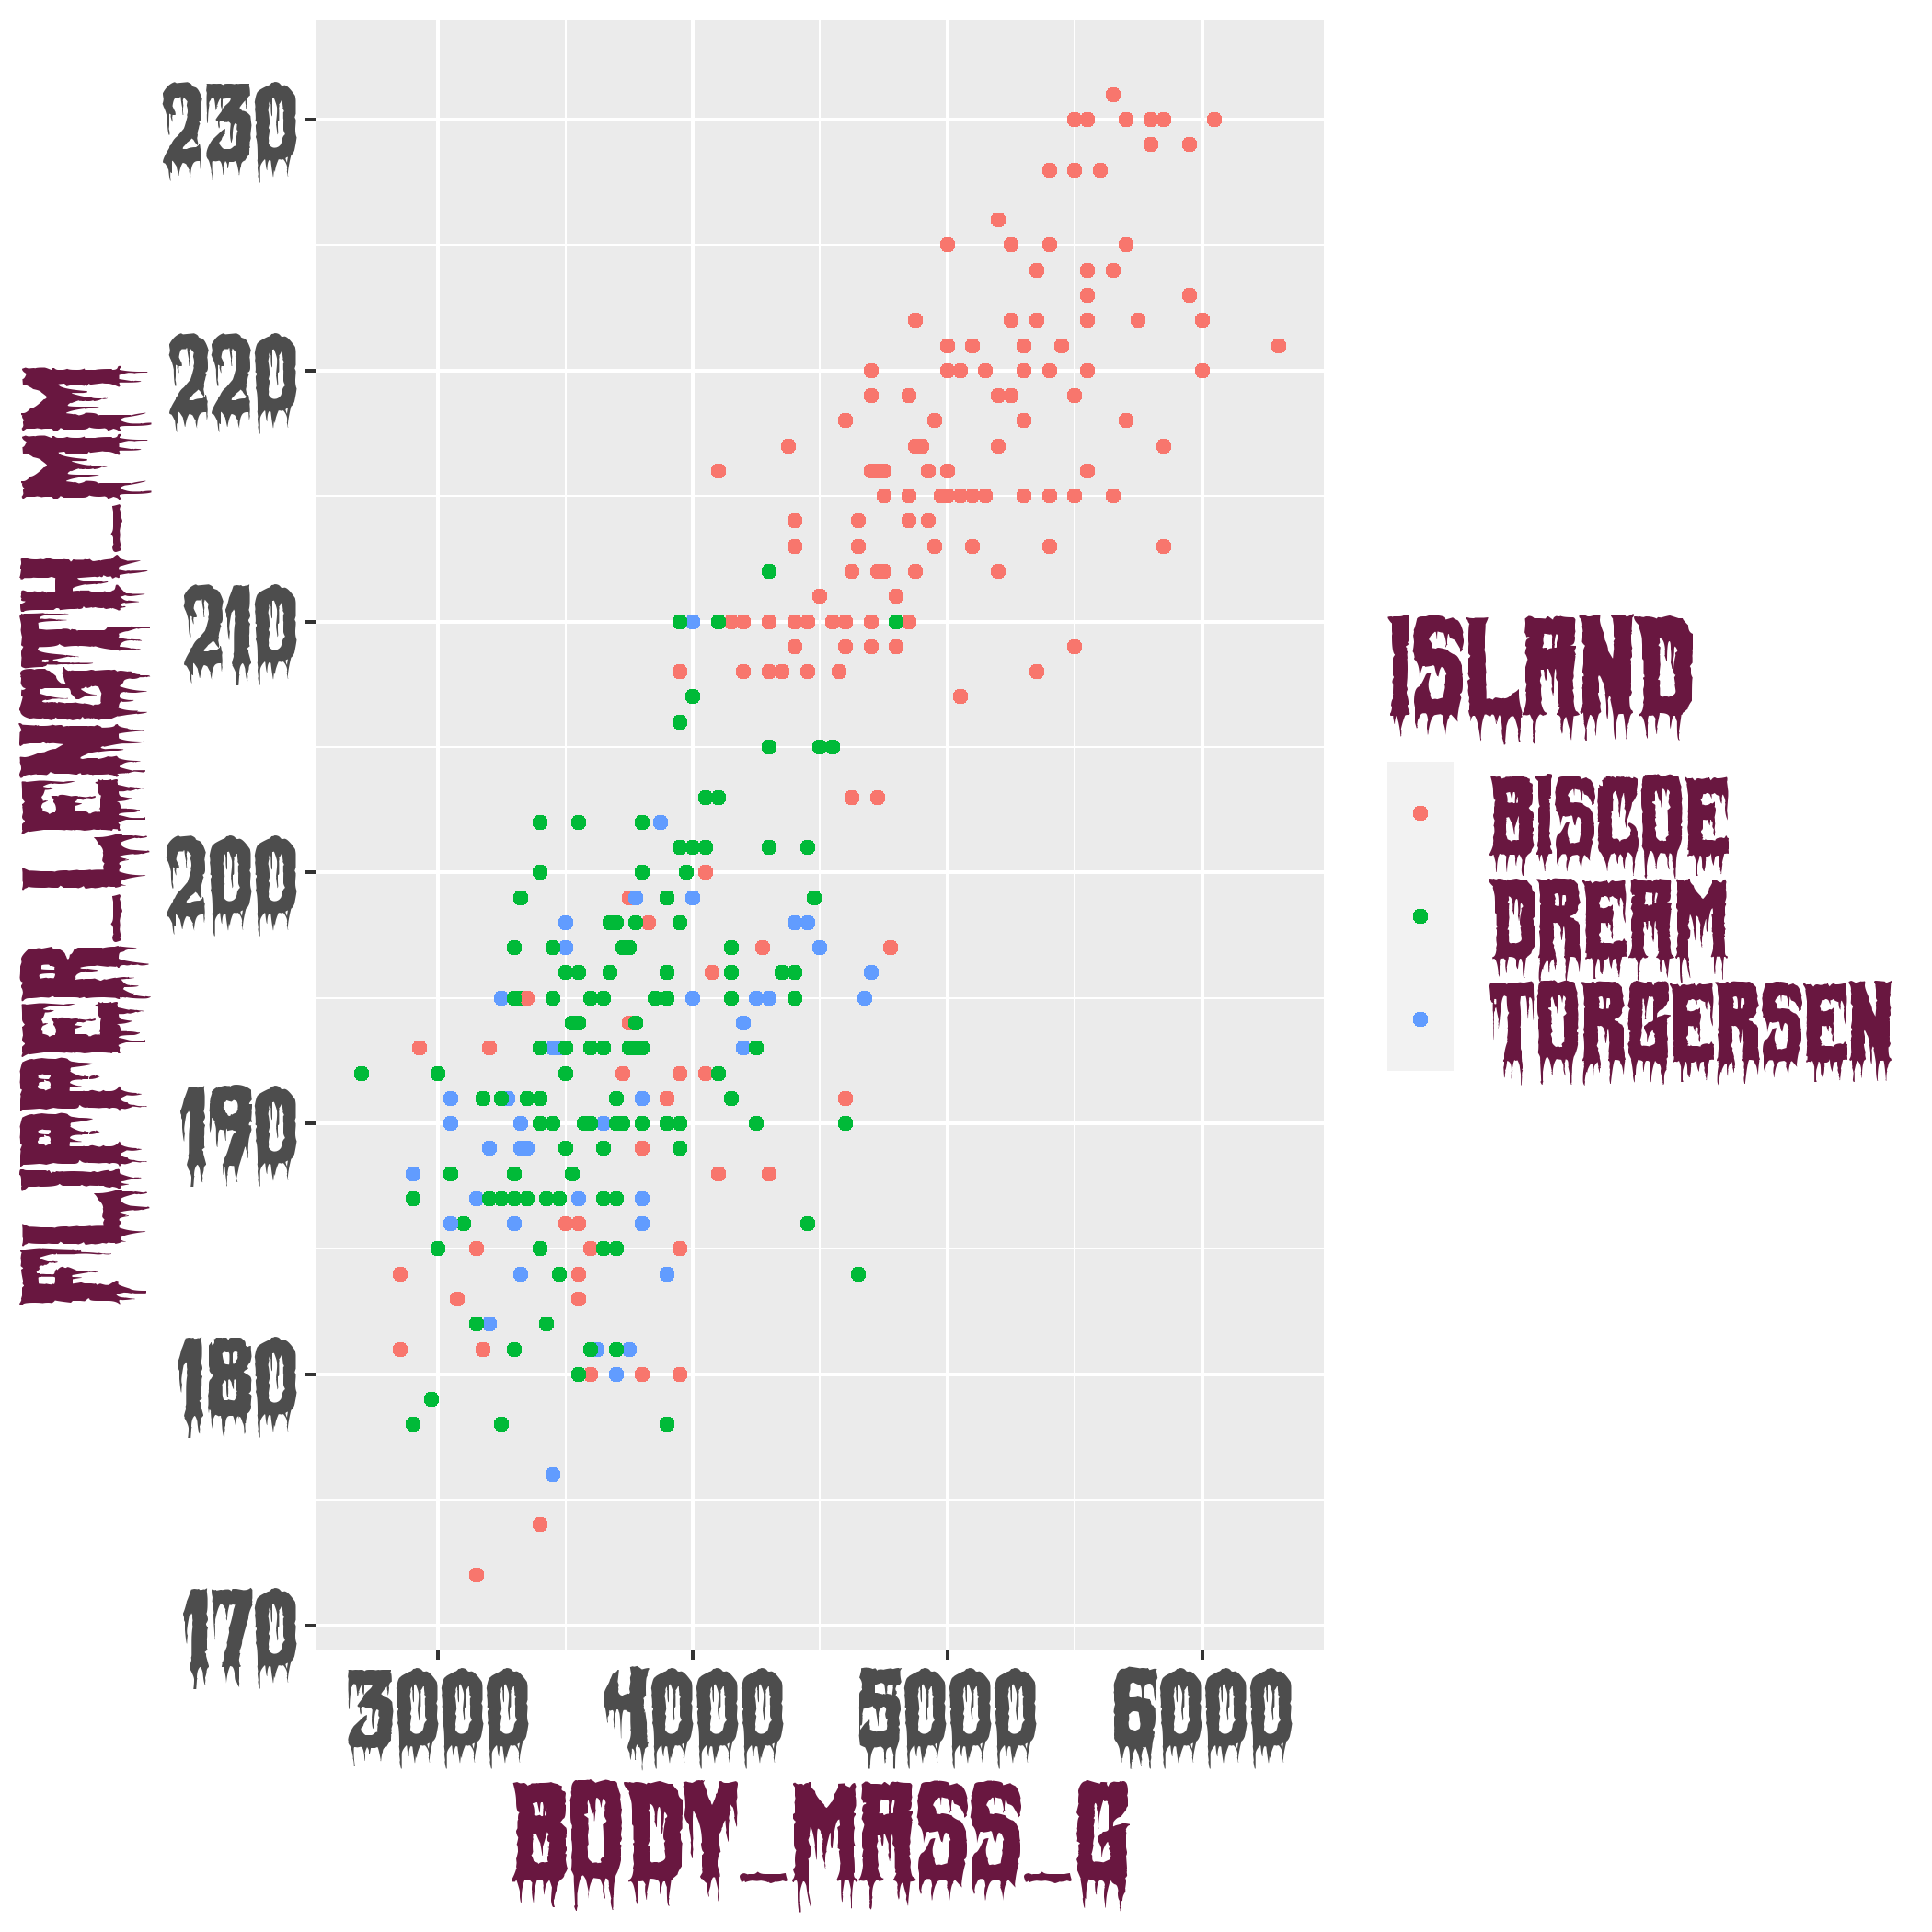 FLIPPER_LENGTH_MM
230
220
210
200
190
180
170
3000 4000 5000 6000
BODY_MASS_G
ISLAND
BISCOE
DREAM
TORGERSEN